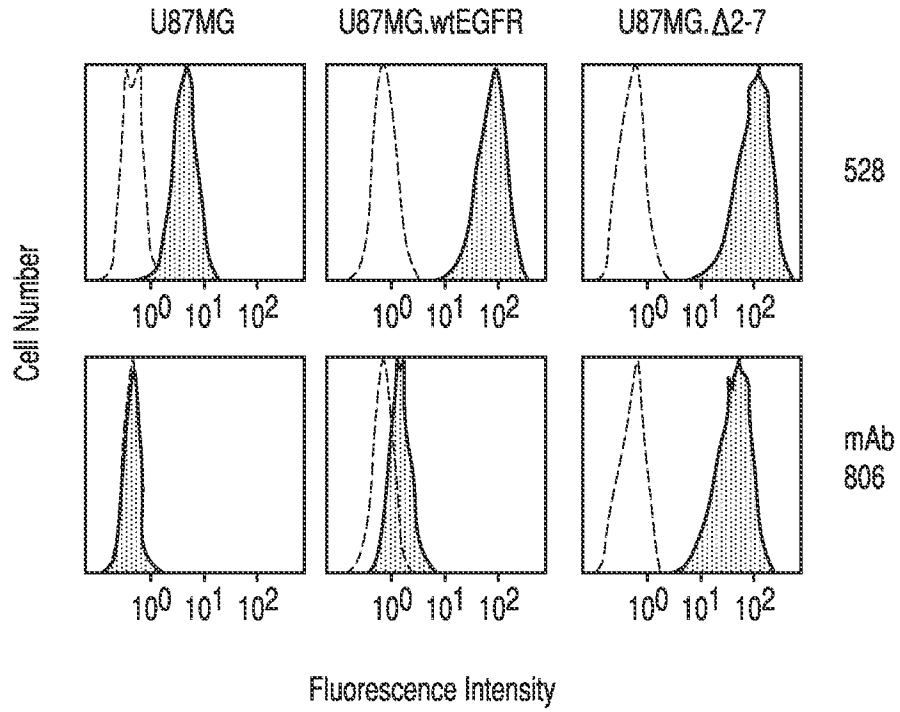 U87MG U87MG.wtEGFR U87MG.Δ2-7
528
10⁰ 10¹ 10² 10⁰ 10¹ 10² 10⁰ 10¹ 10²
Cell Number
mAb
806
10⁰ 10¹ 10² 10⁰ 10¹ 10² 10⁰ 10¹ 10²
Fluorescence Intensity